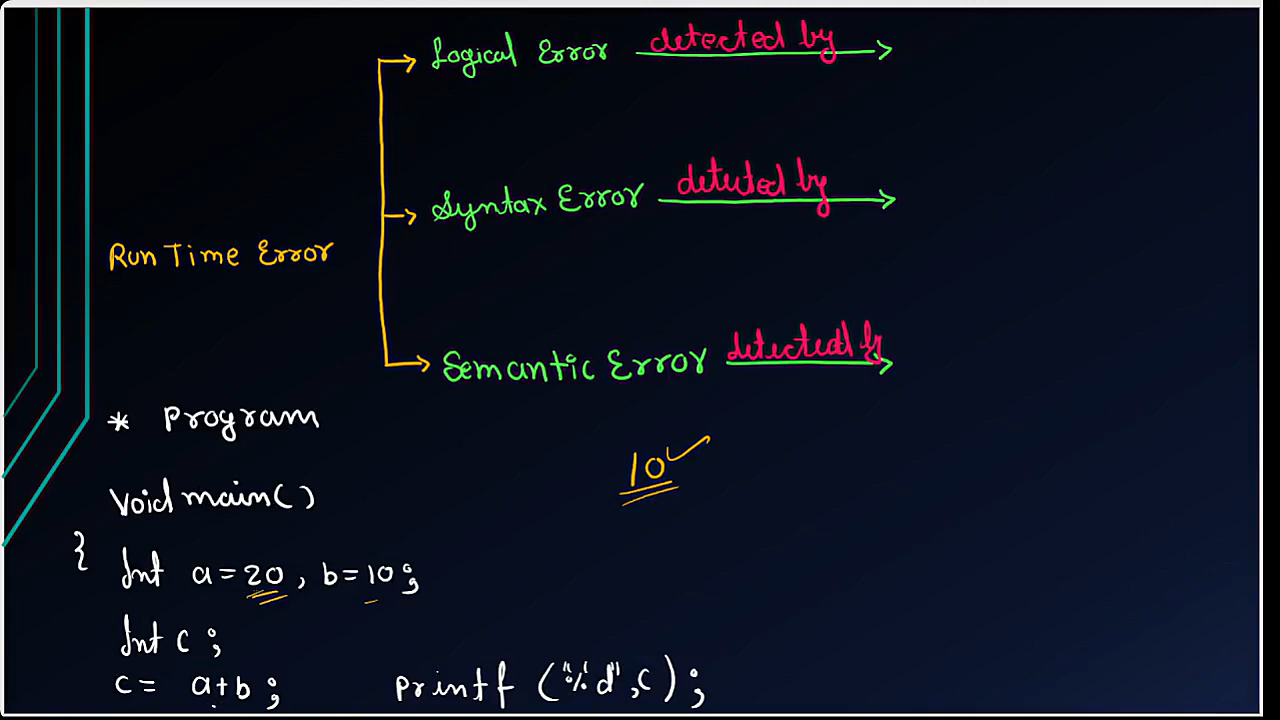 Logical Error detected by
Syntax Error detected by
Run Time Error
Semantic Error detected by
* Program
10
Void main()
{
Int a=20, b=10;
Int c;
c= a+b; printf ("%d",c);